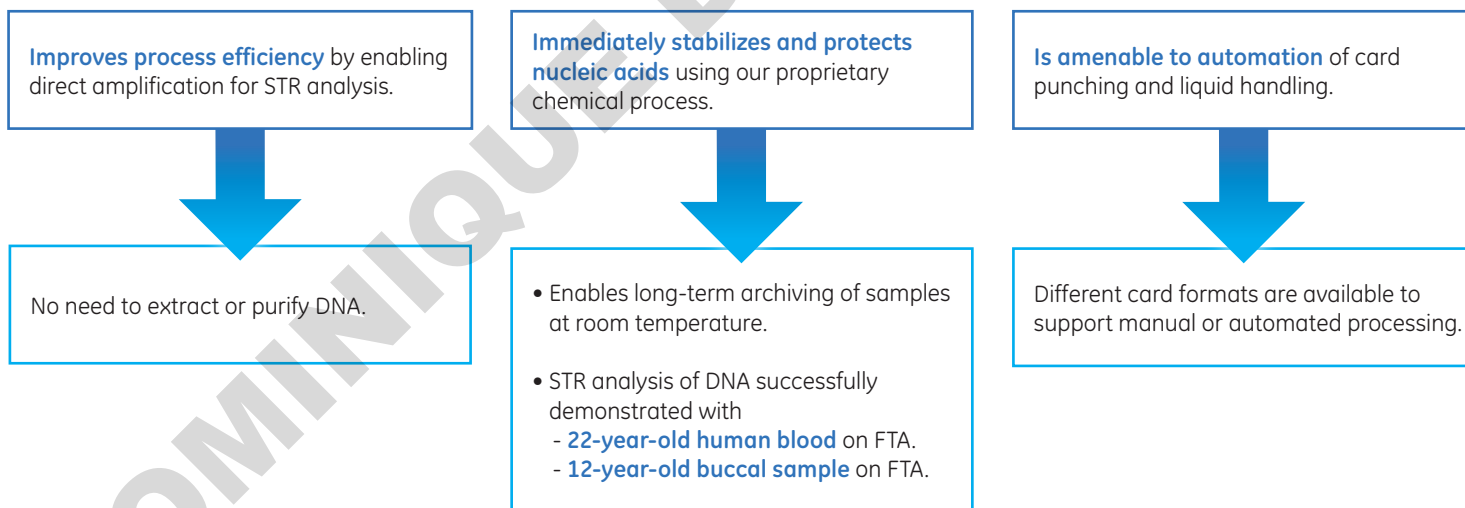 Improves process efficiency by enabling
direct amplification for STR analysis.
No need to extract or purify DNA.
Immediately stabilizes and protects
nucleic acids using our proprietary
chemical process.
• Enables long-term archiving of samples
at room temperature.
• STR analysis of DNA successfully
demonstrated with
- 22-year-old human blood on FTA.
- 12-year-old buccal sample on FTA.
Is amenable to automation of card
punching and liquid handling.
Different card formats are available to
support manual or automated processing.
OMINIQUE